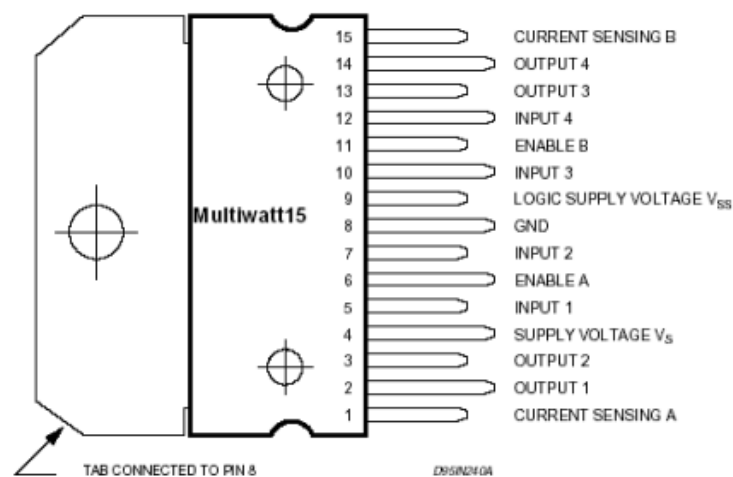 15 CURRENT SENSING B
14 OUTPUT 4
13 OUTPUT 3
12 INPUT 4
11 ENABLE B
10 INPUT 3
9 LOGIC SUPPLY VOLTAGE VSS
Multiwatt15
8 GND
7 INPUT 2
6 ENABLE A
5 INPUT 1
4 SUPPLY VOLTAGE VS
3 OUTPUT 2
2 OUTPUT 1
1 CURRENT SENSING A
TAB CONNECTED TO PIN 8
D95IN240A